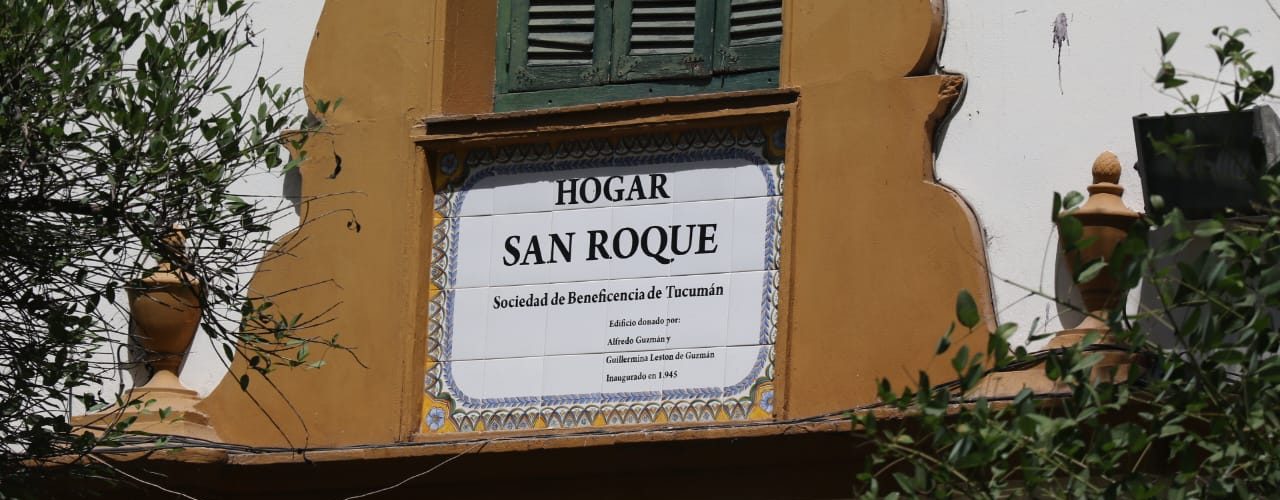 HOGAR
SAN ROQUE
Sociedad de Beneficencia de Tucumán
Edificio donado por:
Alfredo Guzmán y
Guillermina Leston de Guzmán
Inaugurado en 1.945